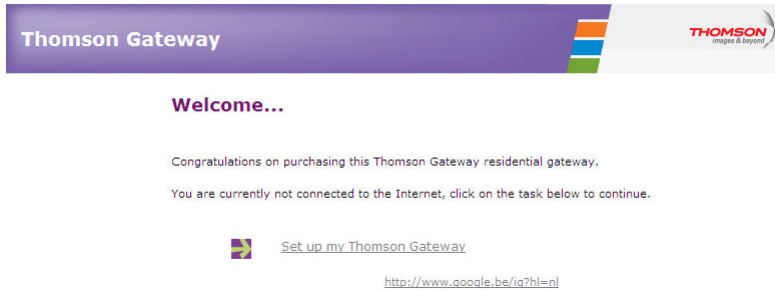 Thomson Gateway
THOMSON
images & beyond
Welcome...
Congratulations on purchasing this Thomson Gateway residential gateway.
You are currently not connected to the Internet, click on the task below to continue.
Set up my Thomson Gateway
http://www.google.be/ig?hl=nl